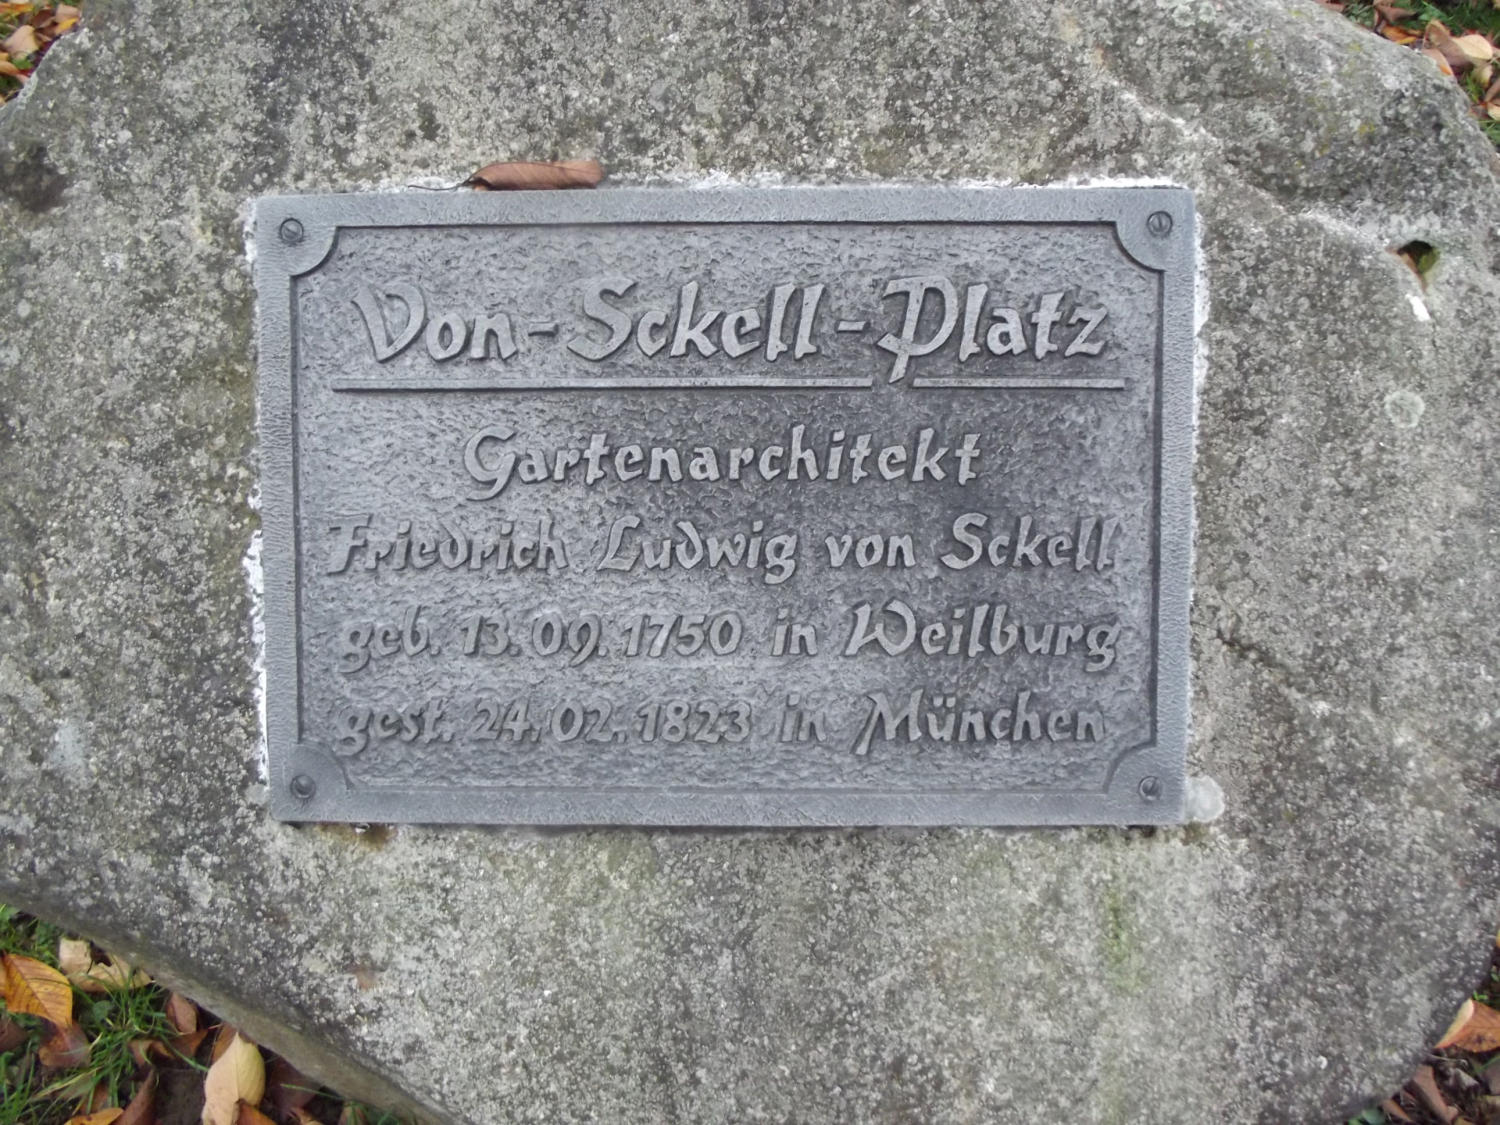 Von-Sckell-Platz
Gartenarchitekt
Friedrich Ludwig von Sckell
geb. 13.09.1750 in Weilburg
gest. 24.02.1823 in München